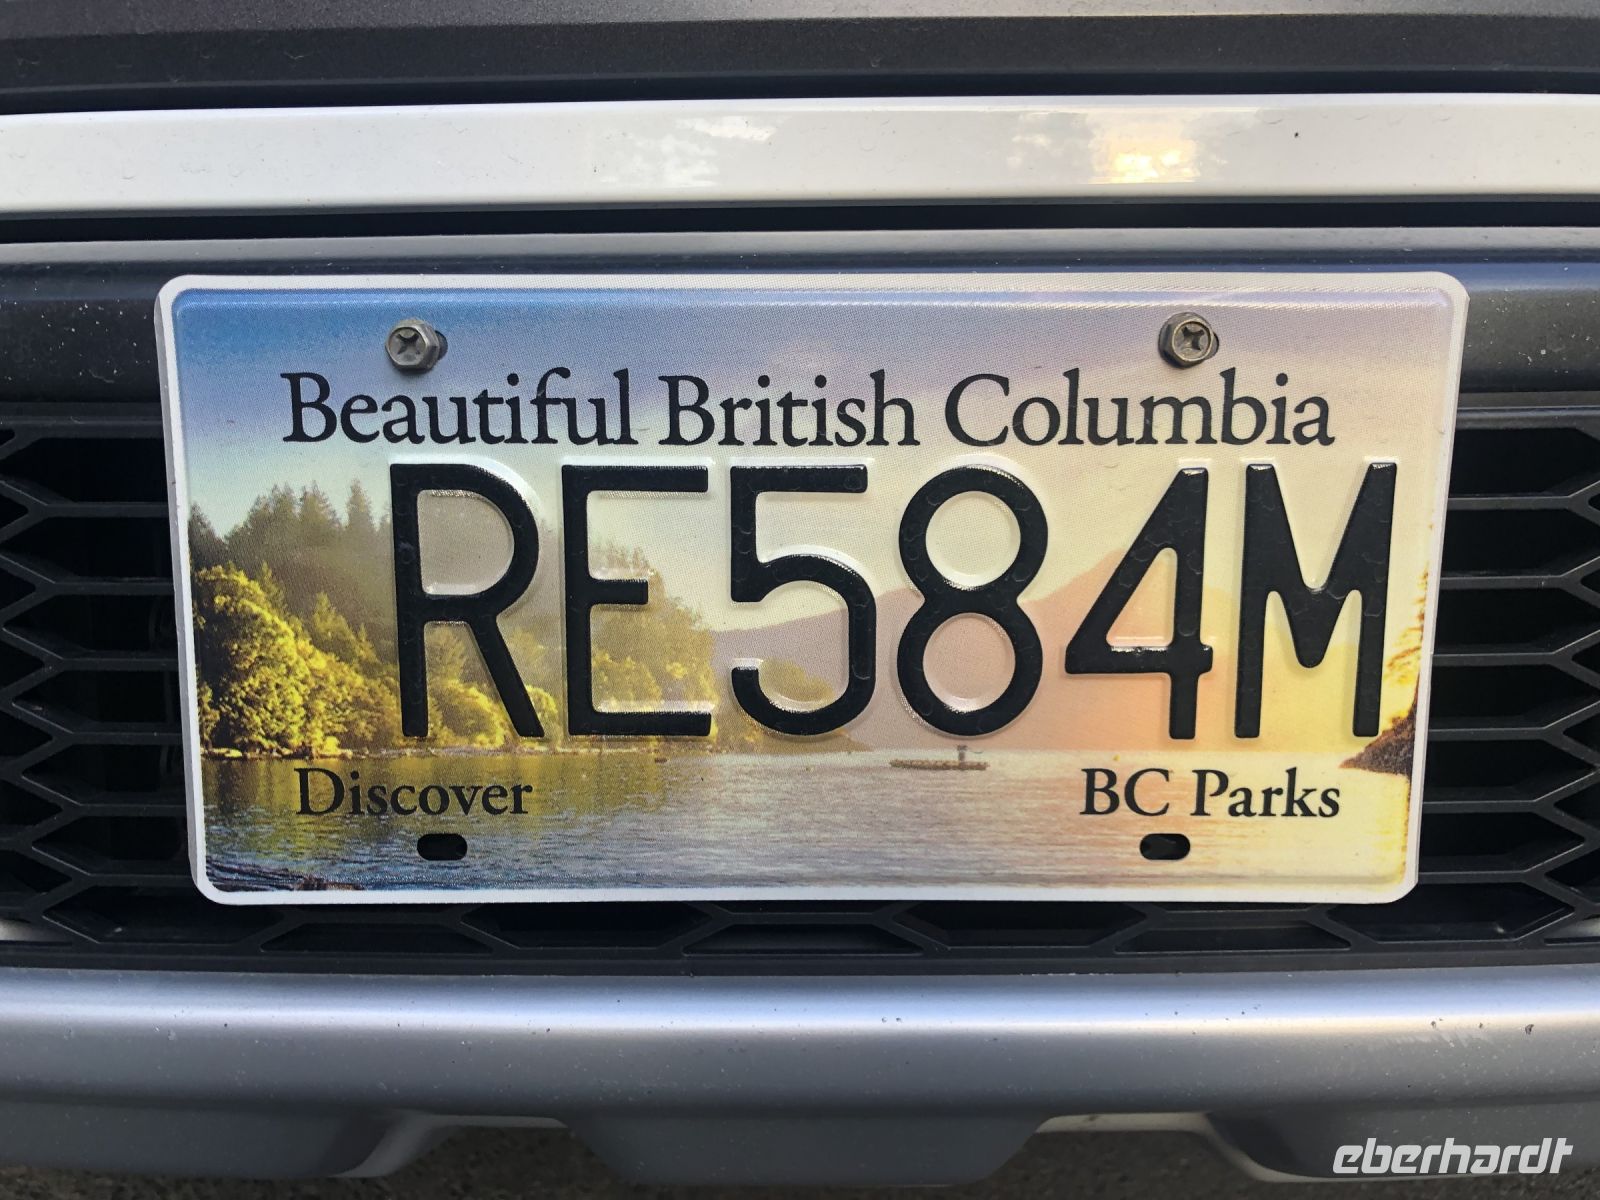 Beautiful British Columbia
RE584M
Discover BC Parks
eberhardt